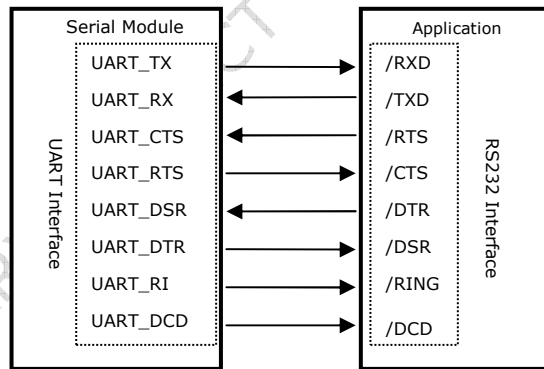 Serial Module
Application
UART_TX
/RXD
UART_RX
/TXD
UART_CTS
/RTS
UART_RTS
/CTS
UART_DSR
/DTR
UART_DTR
/DSR
UART_RI
/RING
UART_DCD
/DCD
UART Interface
RS232 Interface